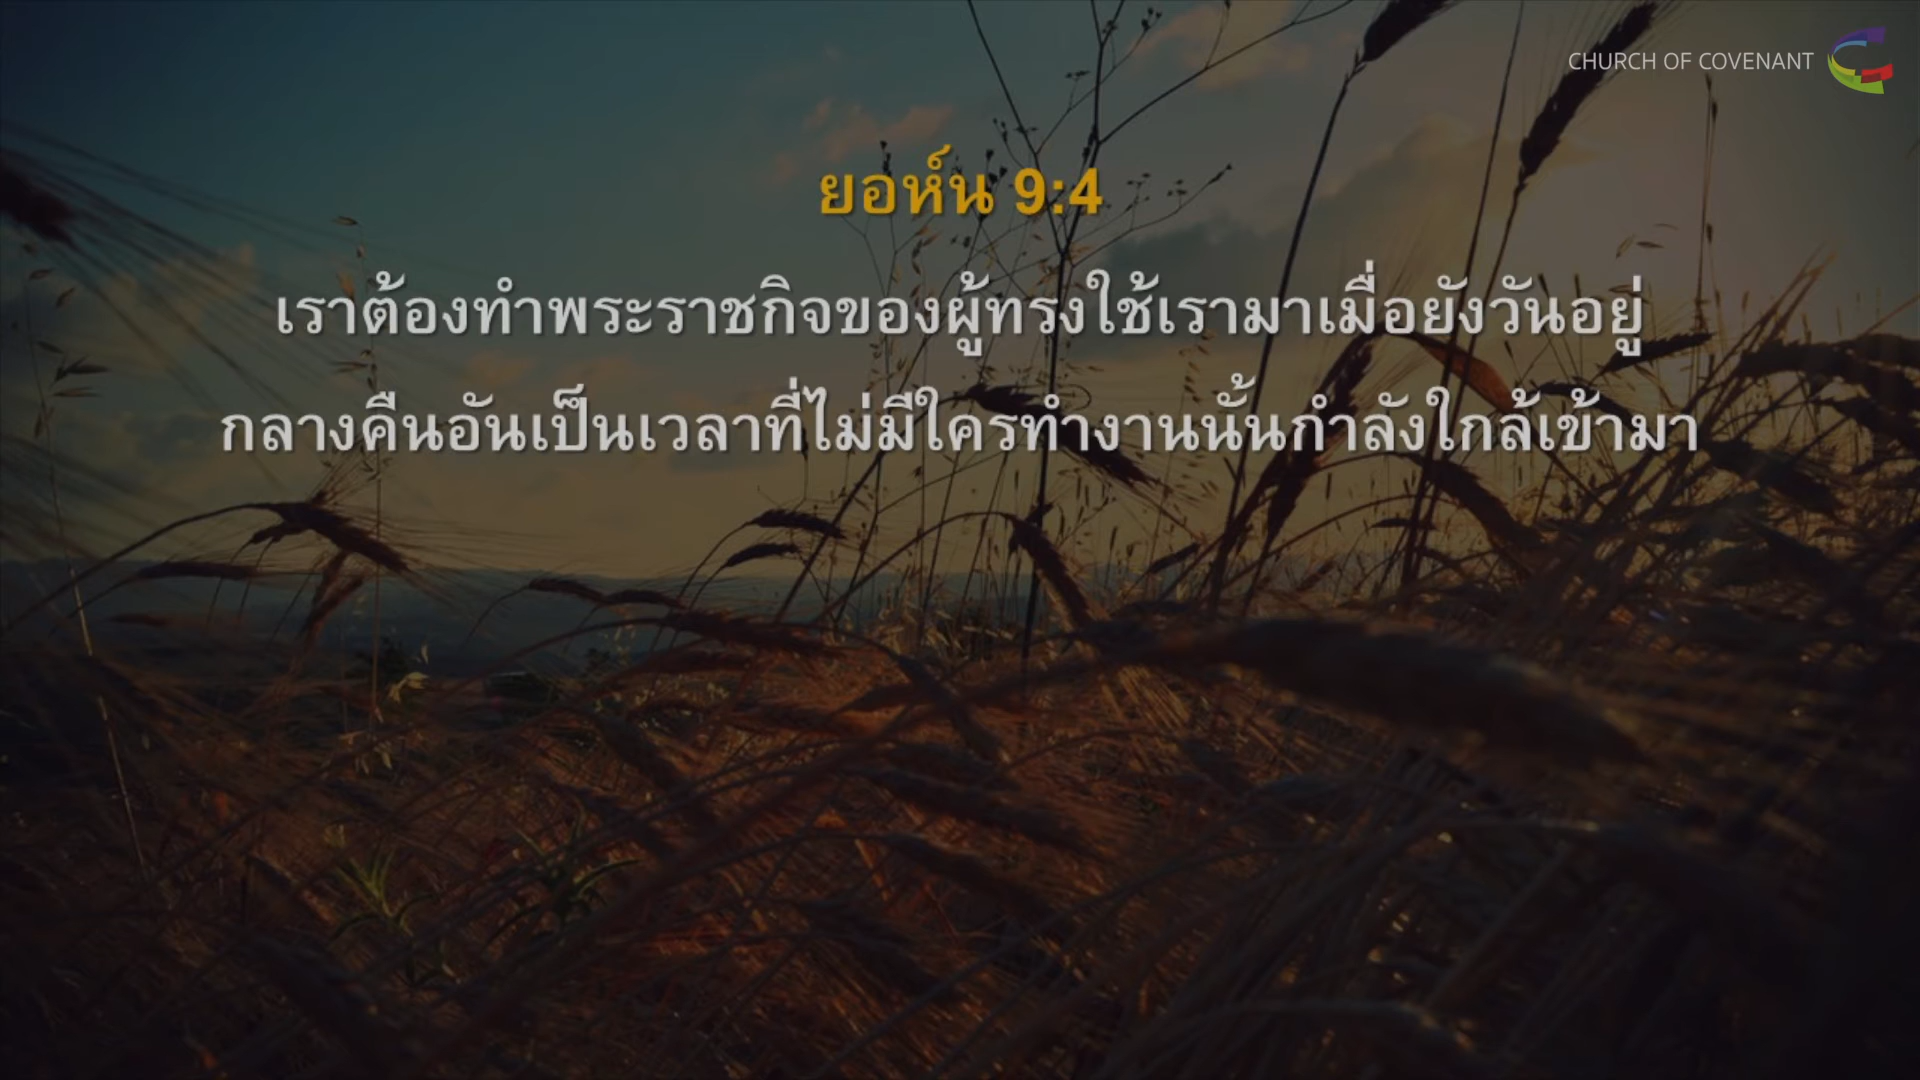 CHURCH OF COVENANT
ยอห์น 9:4
เราต้องทำพระราชกิจของผู้ทรงใช้เรามาเมื่อยังวันอยู่
กลางคืนอันเป็นเวลาที่ไม่มีใครทำงานนั้นกำลังใกล้เข้ามา